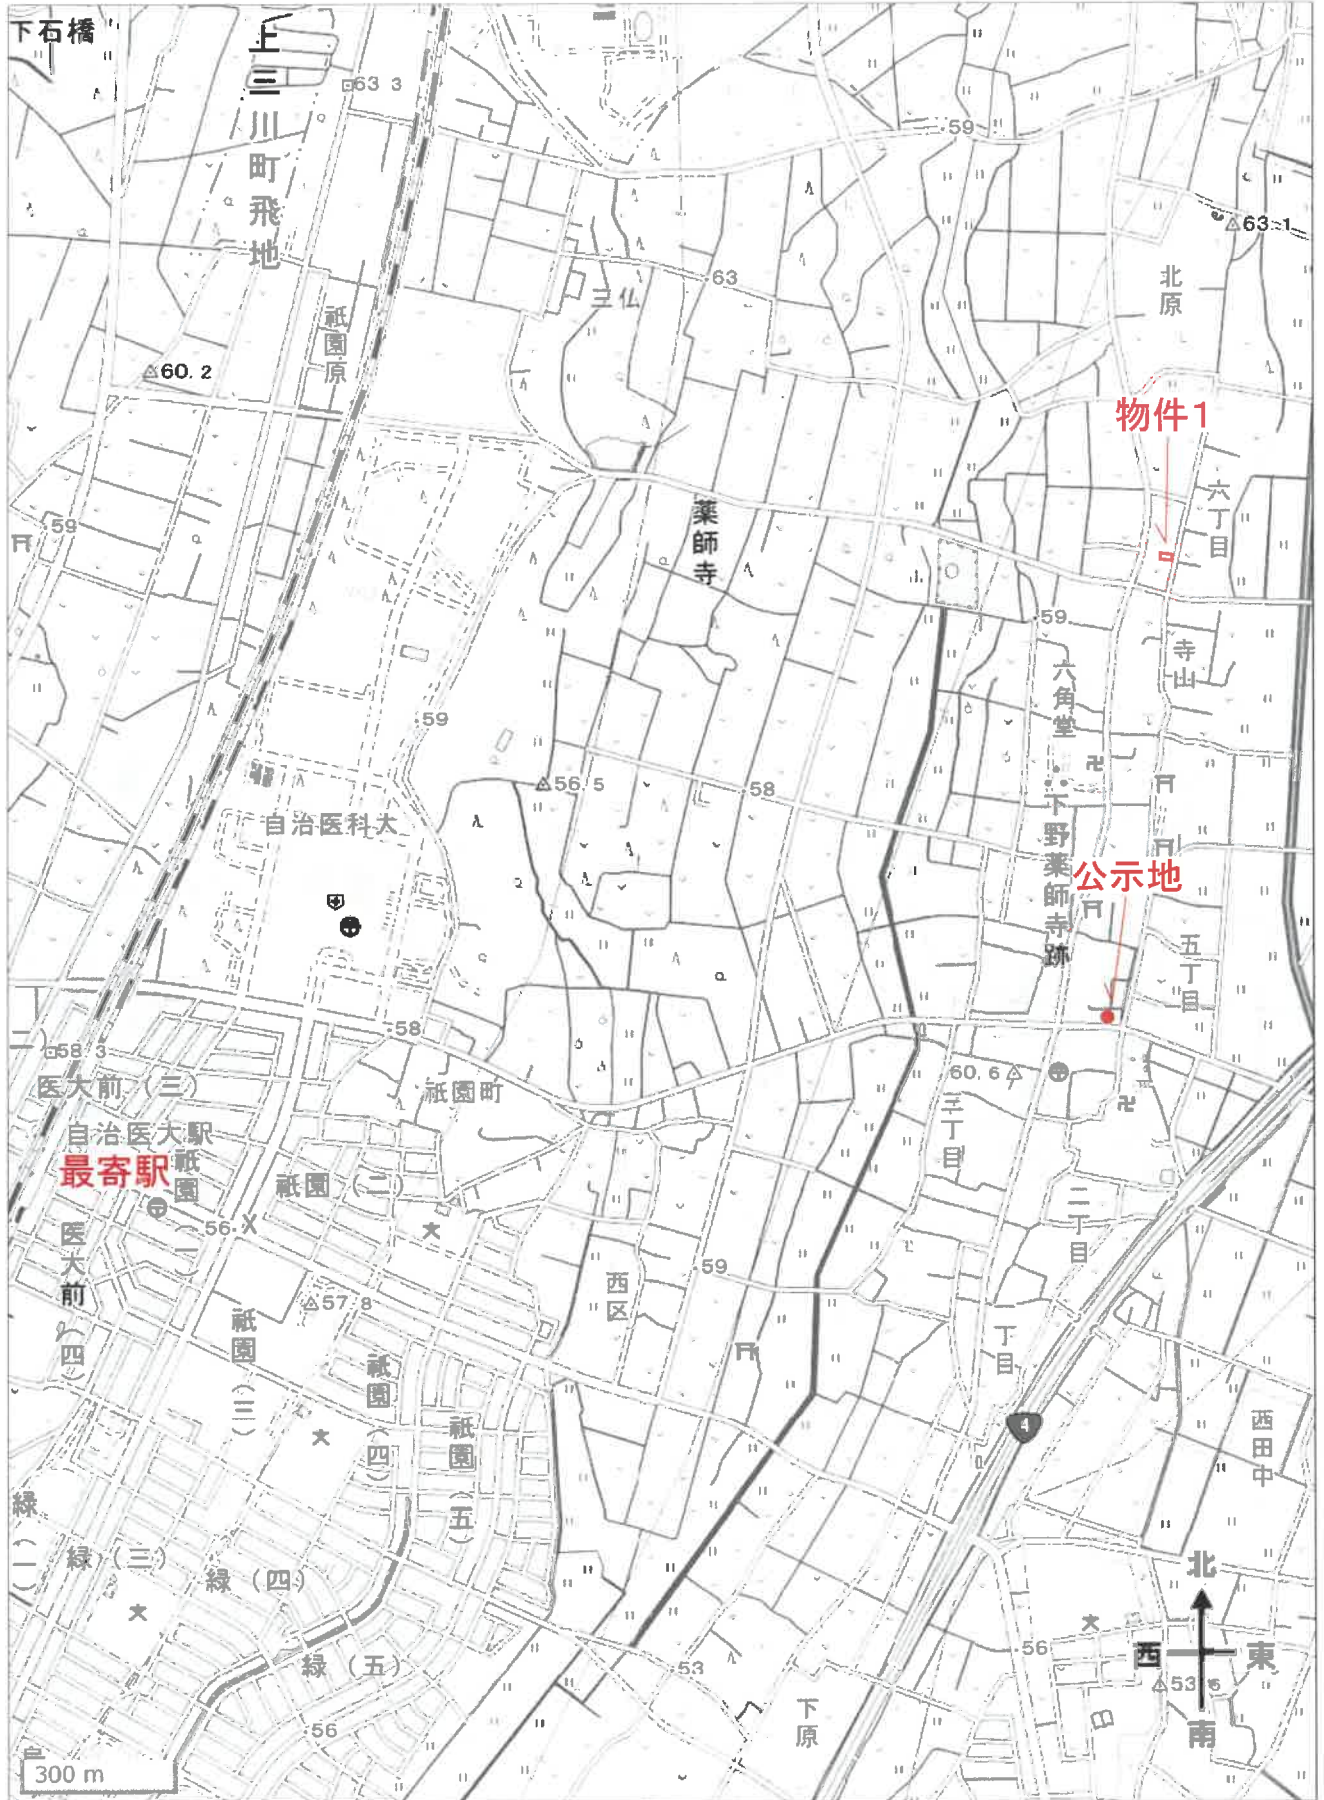 下石橋
上三川町飛地
63 3
59
63.1
北原
63
三仏
祇園原
60.2
物件1
六丁目
薬師寺
59
59
寺山
六角堂
59
56.5
58
下野薬師寺跡
自治医科大
公示地
五丁目
58
58 3
医大前(三)
祇園町
60.6
三丁目
自治医大駅
最寄駅
祇園(一)
祇園(二)
56
二丁目
医大前(四)
西区
59
57.8
祇園(三)
一丁目
祇園(四)
祇園(五)
4
西田中
緑(一)
緑(三)
緑(四)
北
56
西
東
緑(五)
53
53.6
下原
56
南
300 m